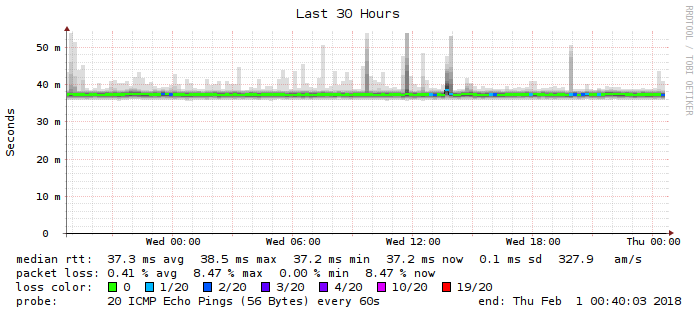 Last 30 Hours
RRDTOOL / TOBI OETIKER
Seconds
50 m
40 m
30 m
20 m
10 m
0
Wed 00:00 Wed 06:00 Wed 12:00 Wed 18:00 Thu 00:00
median rtt: 37.3 ms avg 38.5 ms max 37.2 ms min 37.2 ms now 0.1 ms sd 327.9 am/s
packet loss: 0.41 % avg 8.47 % max 0.00 % min 8.47 % now
loss color: 0 1/20 2/20 3/20 4/20 10/20 19/20
probe: 20 ICMP Echo Pings (56 Bytes) every 60s end: Thu Feb 1 00:40:03 2018